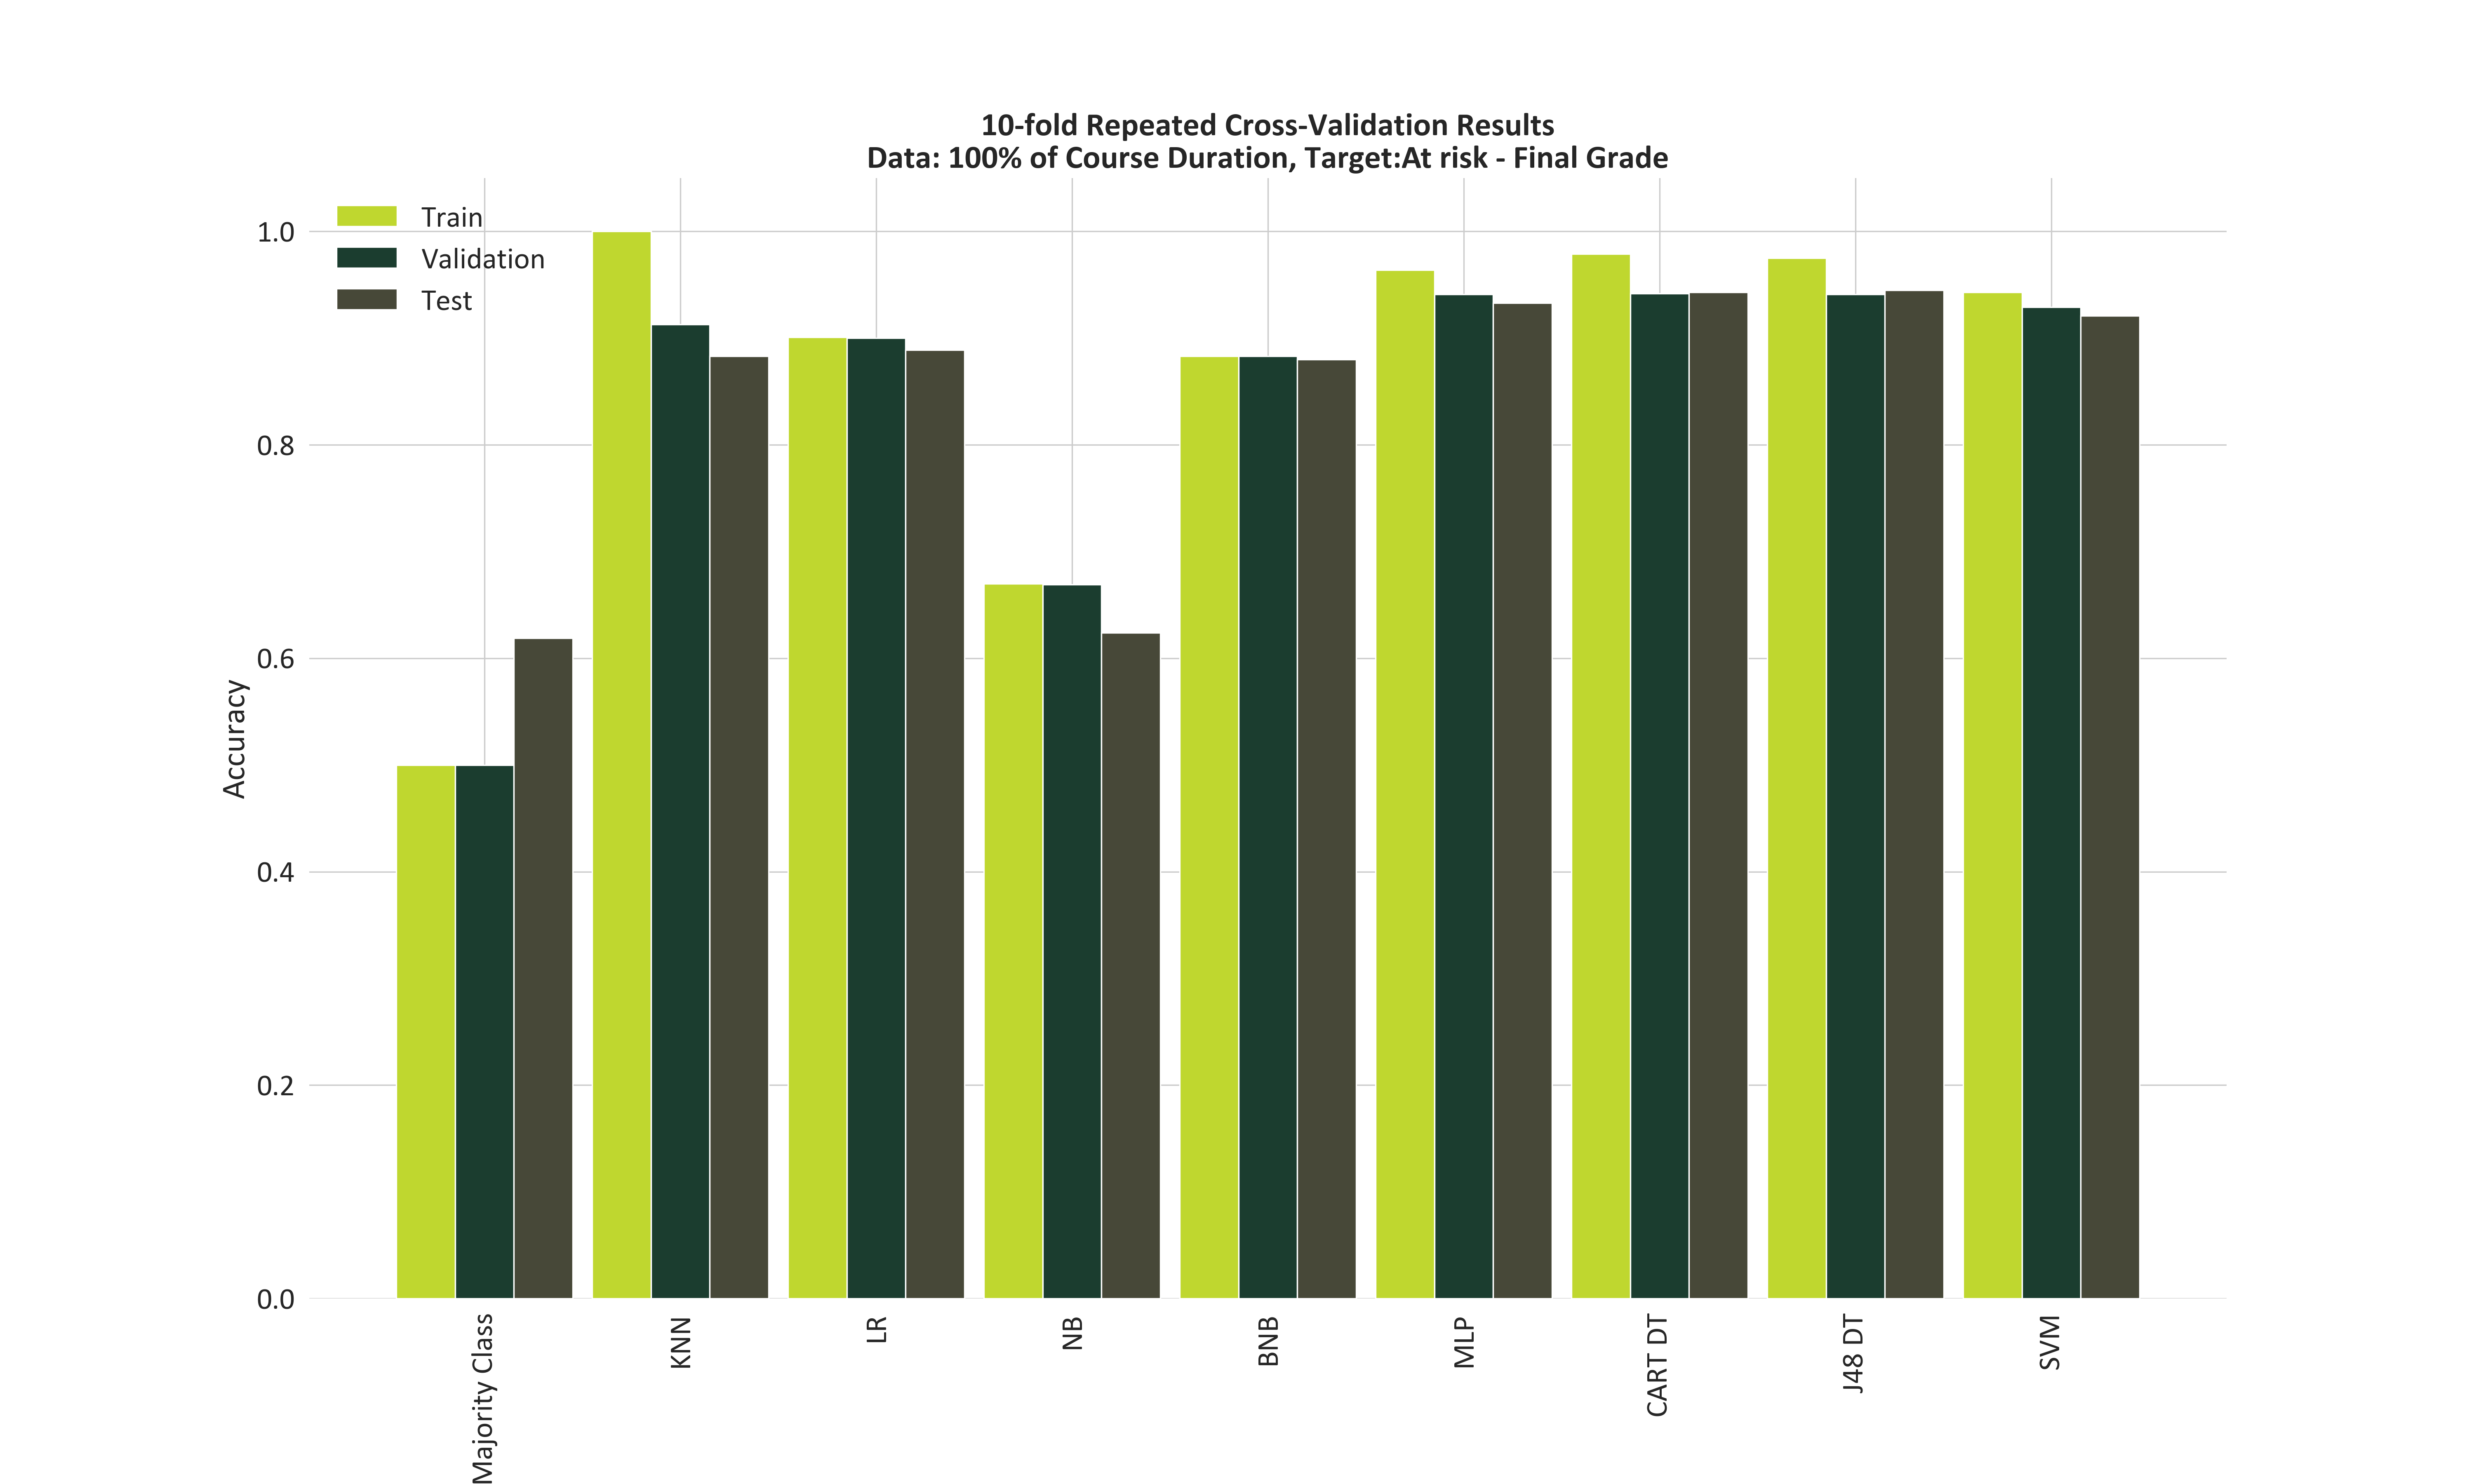 10-fold Repeated Cross-Validation Results
Data: 100% of Course Duration, Target:At risk - Final Grade
Train
Validation
Test
Accuracy
1.0
0.8
0.6
0.4
0.2
0.0
Majority Class
KNN
LR
NB
BNB
MLP
CART DT
J48 DT
SVM